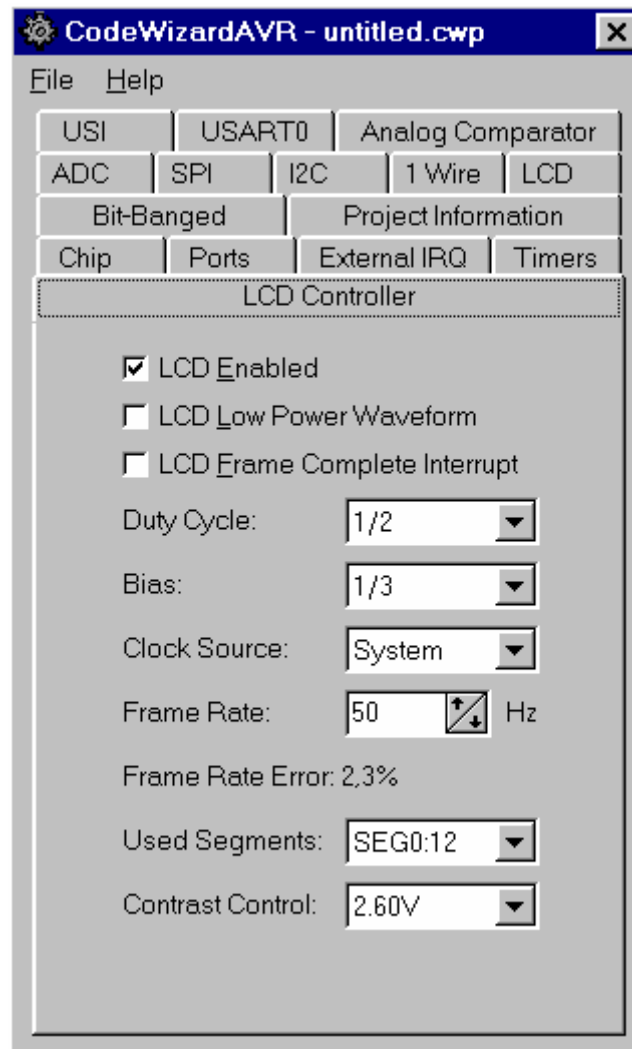 CodeWizardAVR - untitled.cwp
File Help
USI USART0 Analog Comparator
ADC SPI I2C 1 Wire LCD
Bit-Banged Project Information
Chip Ports External IRQ Timers
LCD Controller
LCD Enabled
LCD Low Power Waveform
LCD Frame Complete Interrupt
Duty Cycle: 1/2
Bias: 1/3
Clock Source: System
Frame Rate: 50 Hz
Frame Rate Error: 2,3%
Used Segments: SEG0:12
Contrast Control: 2.60V